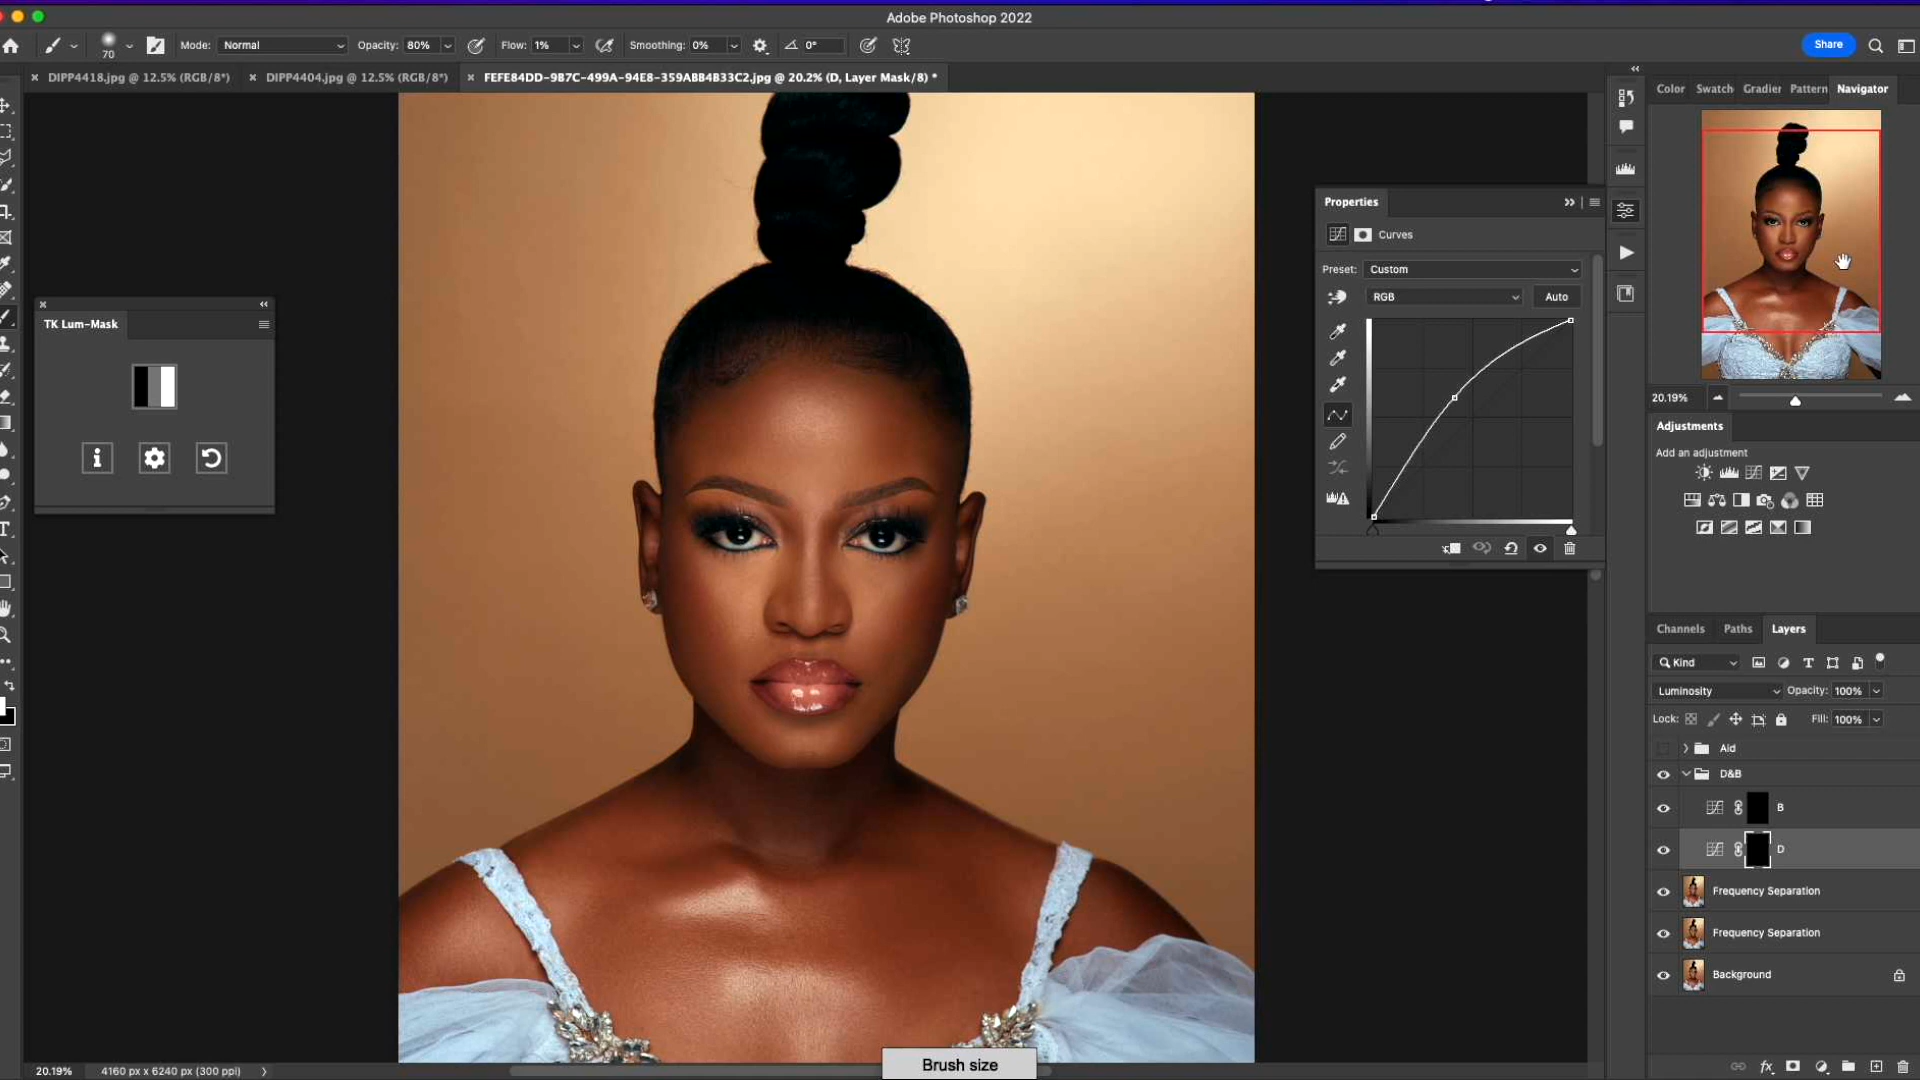 Adobe Photoshop 2022
70 Mode: Normal Opacity: 80% Flow: 1% Smoothing: 0% 0° Share
DIPP4418.jpg @ 12.5% (RGB/8*) DIPP4404.jpg @ 12.5% (RGB/8*) FEFE84DD-9B7C-499A-94E8-359ABB4B33C2.jpg @ 20.2% (D, Layer Mask/8) *
Color Swatch Gradier Pattern Navigator
Properties
Curves
Preset: Custom
RGB Auto
TK Lum-Mask
20.19%
Adjustments
Add an adjustment
Channels Paths Layers
Kind
Luminosity Opacity: 100%
Lock: Fill: 100%
Aid
D&B
B
D
Frequency Separation
Frequency Separation
Background
Brush size
20.19% 4160 px x 6240 px (300 ppi)